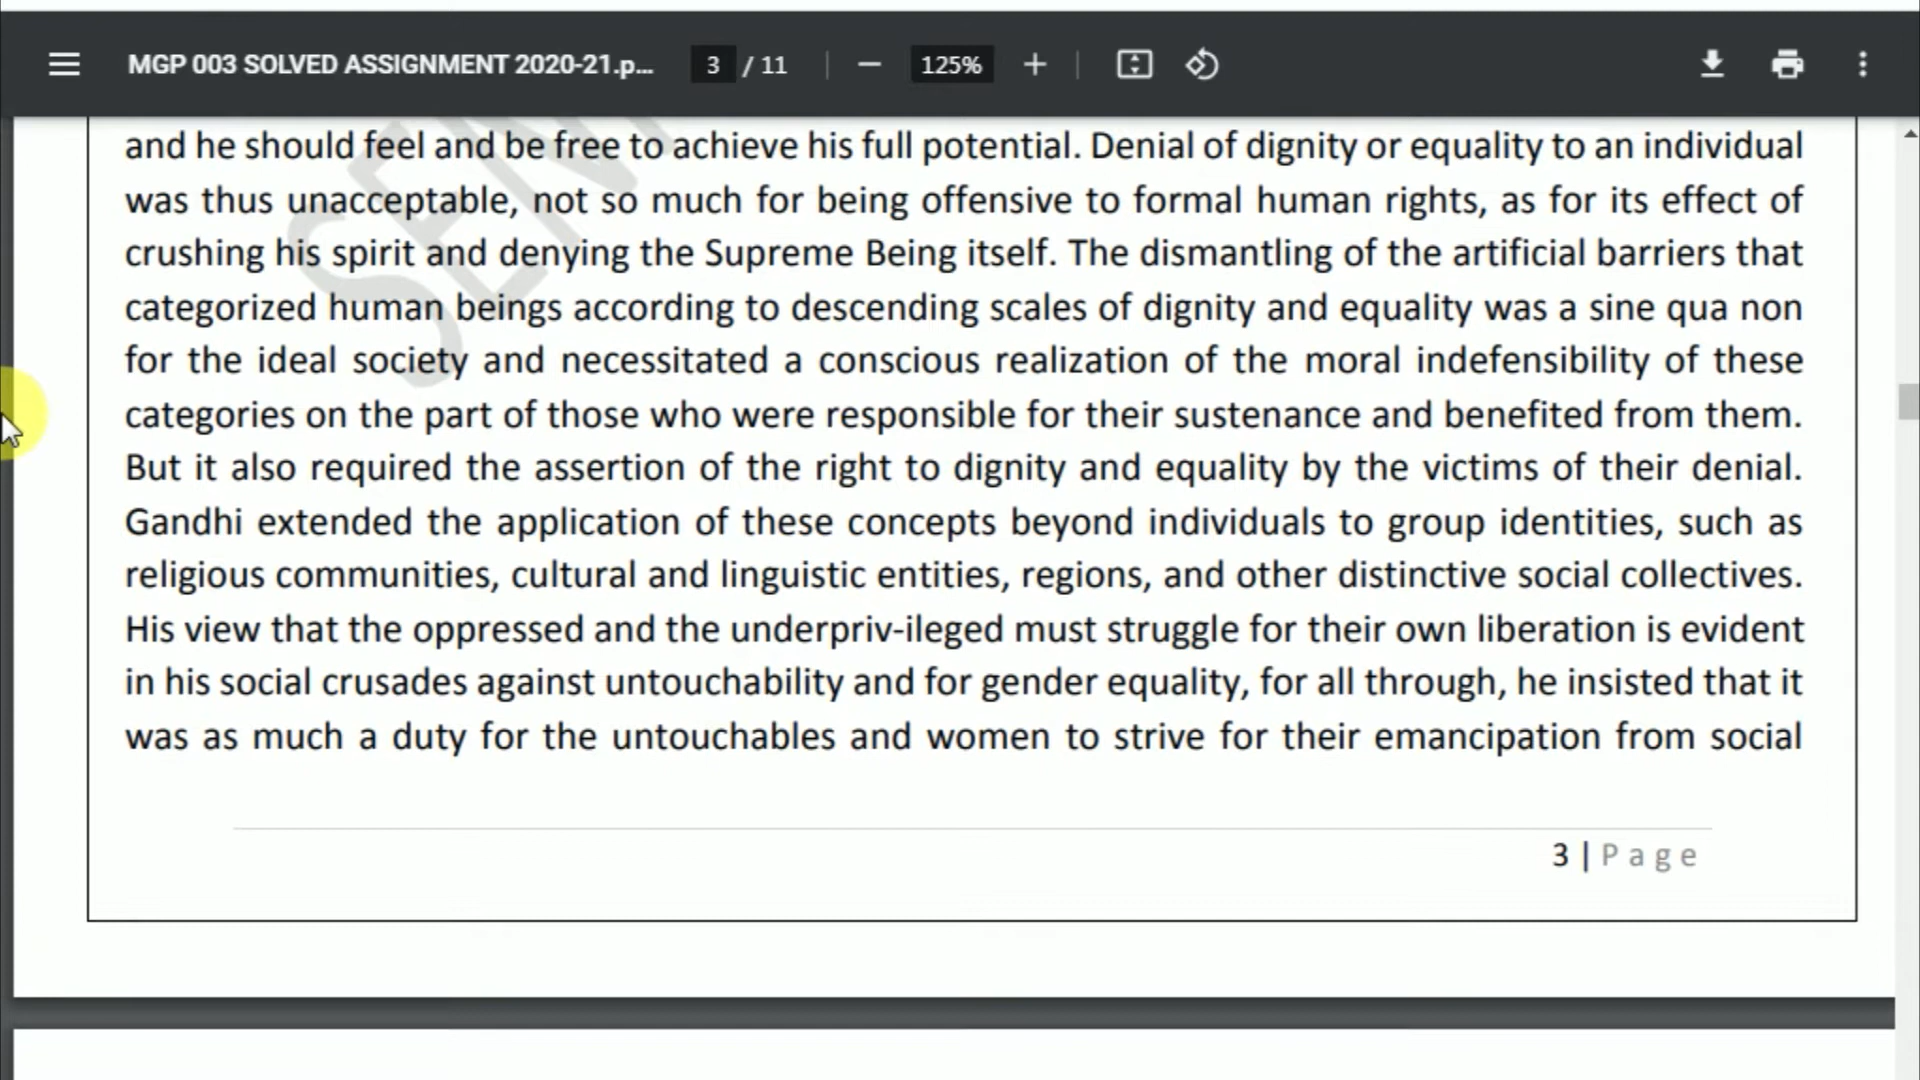 MGP 003 SOLVED ASSIGNMENT 2020-21.p...
3 / 11
125%
and he should feel and be free to achieve his full potential. Denial of dignity or equality to an individual
was thus unacceptable, not so much for being offensive to formal human rights, as for its effect of
crushing his spirit and denying the Supreme Being itself. The dismantling of the artificial barriers that
categorized human beings according to descending scales of dignity and equality was a sine qua non
for the ideal society and necessitated a conscious realization of the moral indefensibility of these
categories on the part of those who were responsible for their sustenance and benefited from them.
But it also required the assertion of the right to dignity and equality by the victims of their denial.
Gandhi extended the application of these concepts beyond individuals to group identities, such as
religious communities, cultural and linguistic entities, regions, and other distinctive social collectives.
His view that the oppressed and the underpriv-ileged must struggle for their own liberation is evident
in his social crusades against untouchability and for gender equality, for all through, he insisted that it
was as much a duty for the untouchables and women to strive for their emancipation from social
3 | Page